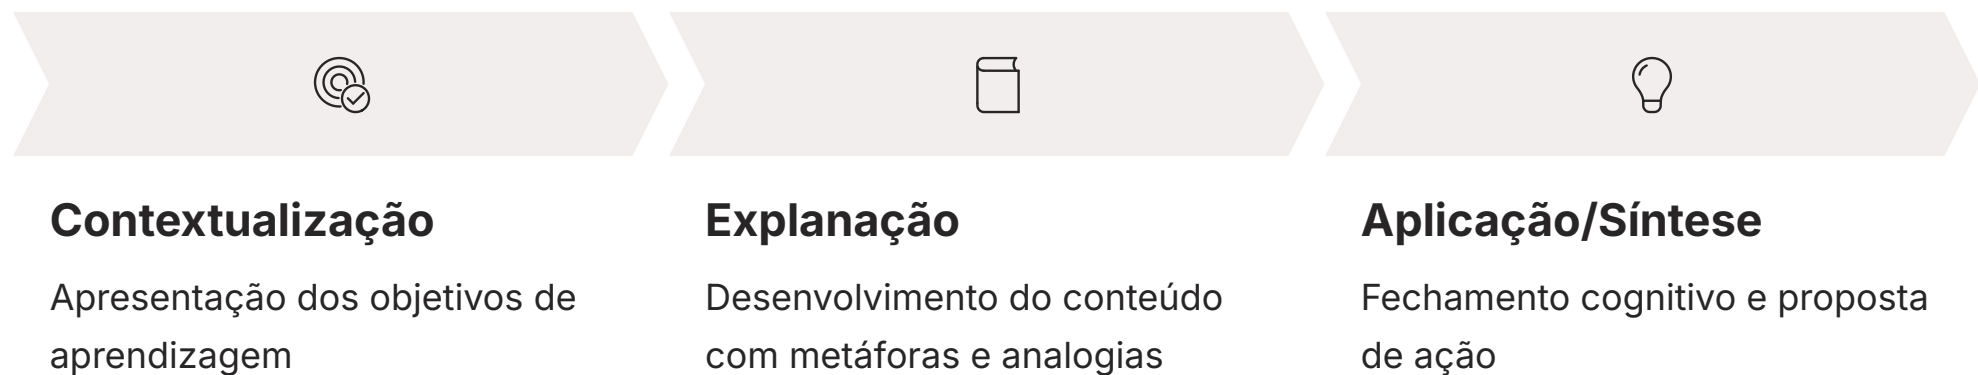 Contextualização
Apresentação dos objetivos de
aprendizagem
Explanação
Desenvolvimento do conteúdo
com metáforas e analogias
Aplicação/Síntese
Fechamento cognitivo e proposta
de ação